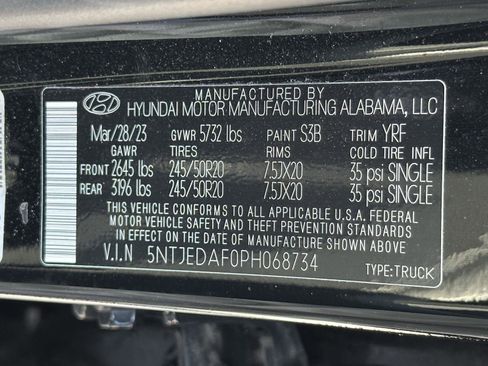 MANUFACTURED BY
HYUNDAI MOTOR MANUFACTURING ALABAMA, LLC
Mar/28/23 GVWR 5732 lbs PAINT S3B TRIM YRF
GAWR TIRES RIMS COLD TIRE INFL
FRONT 2645 lbs 245/50R20 7.5JX20 35 psi SINGLE
REAR 3196 lbs 245/50R20 7.5JX20 35 psi SINGLE
THIS VEHICLE CONFORMS TO ALL APPLICABLE U.S.A. FEDERAL
MOTOR VEHICLE SAFETY AND THEFT PREVENTION STANDARDS
IN EFFECT ON THE DATE OF MANUFACTURE SHOWN ABOVE
V.I.N 5NTJEDAF0PH068734
TYPE:TRUCK